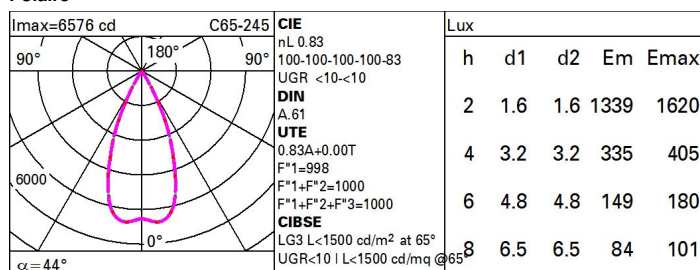 Imax=6576 cd C65-245
90° 180° 90°
6000
0°
α=44°
CIE
nL 0.83
100-100-100-100-83
UGR <10-<10
DIN
A.61
UTE
0.83A+0.00T
F"1=998
F"1+F"2=1000
F"1+F"2+F"3=1000
CIBSE
LG3 L<1500 cd/m² at 65°
UGR<10 | L<1500 cd/mq @65°
Lux
h d1 d2 Em Emax
2 1.6 1.6 1339 1620
4 3.2 3.2 335 405
6 4.8 4.8 149 180
8 6.5 6.5 84 101